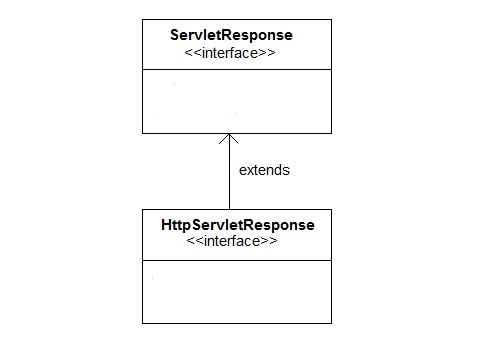 ServletResponse
<<interface>>
extends
HttpServletResponse
<<interface>>